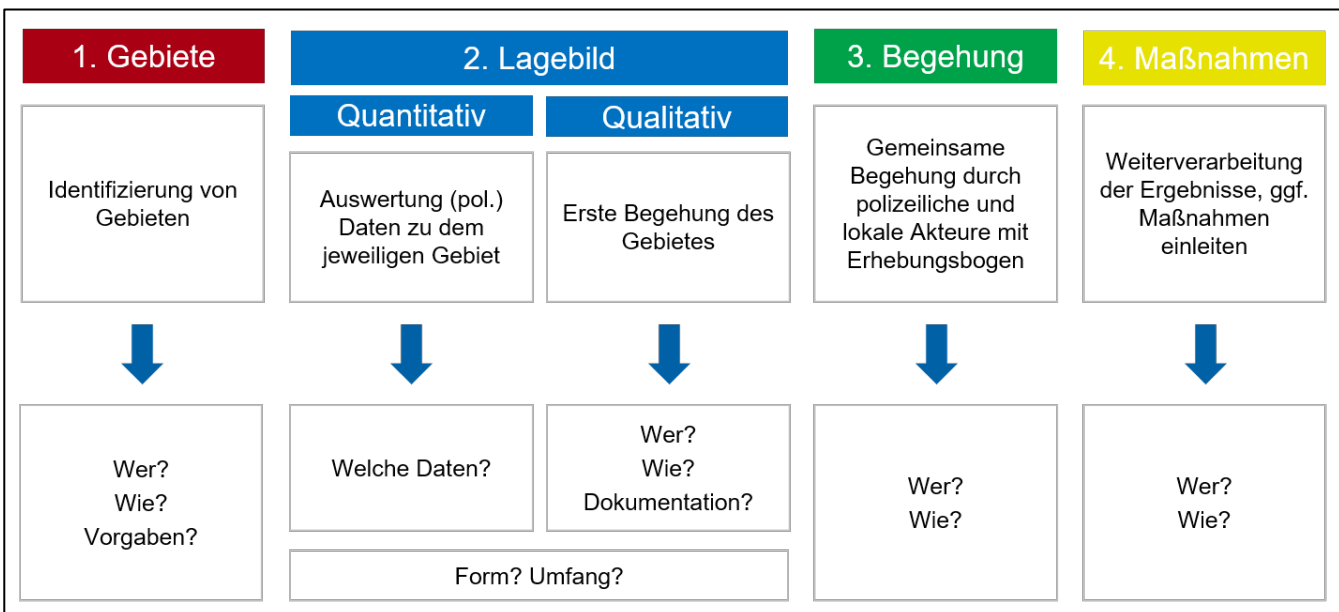 1. Gebiete
2. Lagebild
3. Begehung
4. Maßnahmen
Quantitativ
Qualitativ
Identifizierung von
Gebieten
Auswertung (pol.)
Daten zu dem
jeweiligen Gebiet
Erste Begehung des
Gebietes
Gemeinsame
Begehung durch
polizeiliche und
lokale Akteure mit
Erhebungsbogen
Weiterverarbeitung
der Ergebnisse, ggf.
Maßnahmen
einleiten
Wer?
Wie?
Vorgaben?
Welche Daten?
Wer?
Wie?
Dokumentation?
Wer?
Wie?
Wer?
Wie?
Form? Umfang?